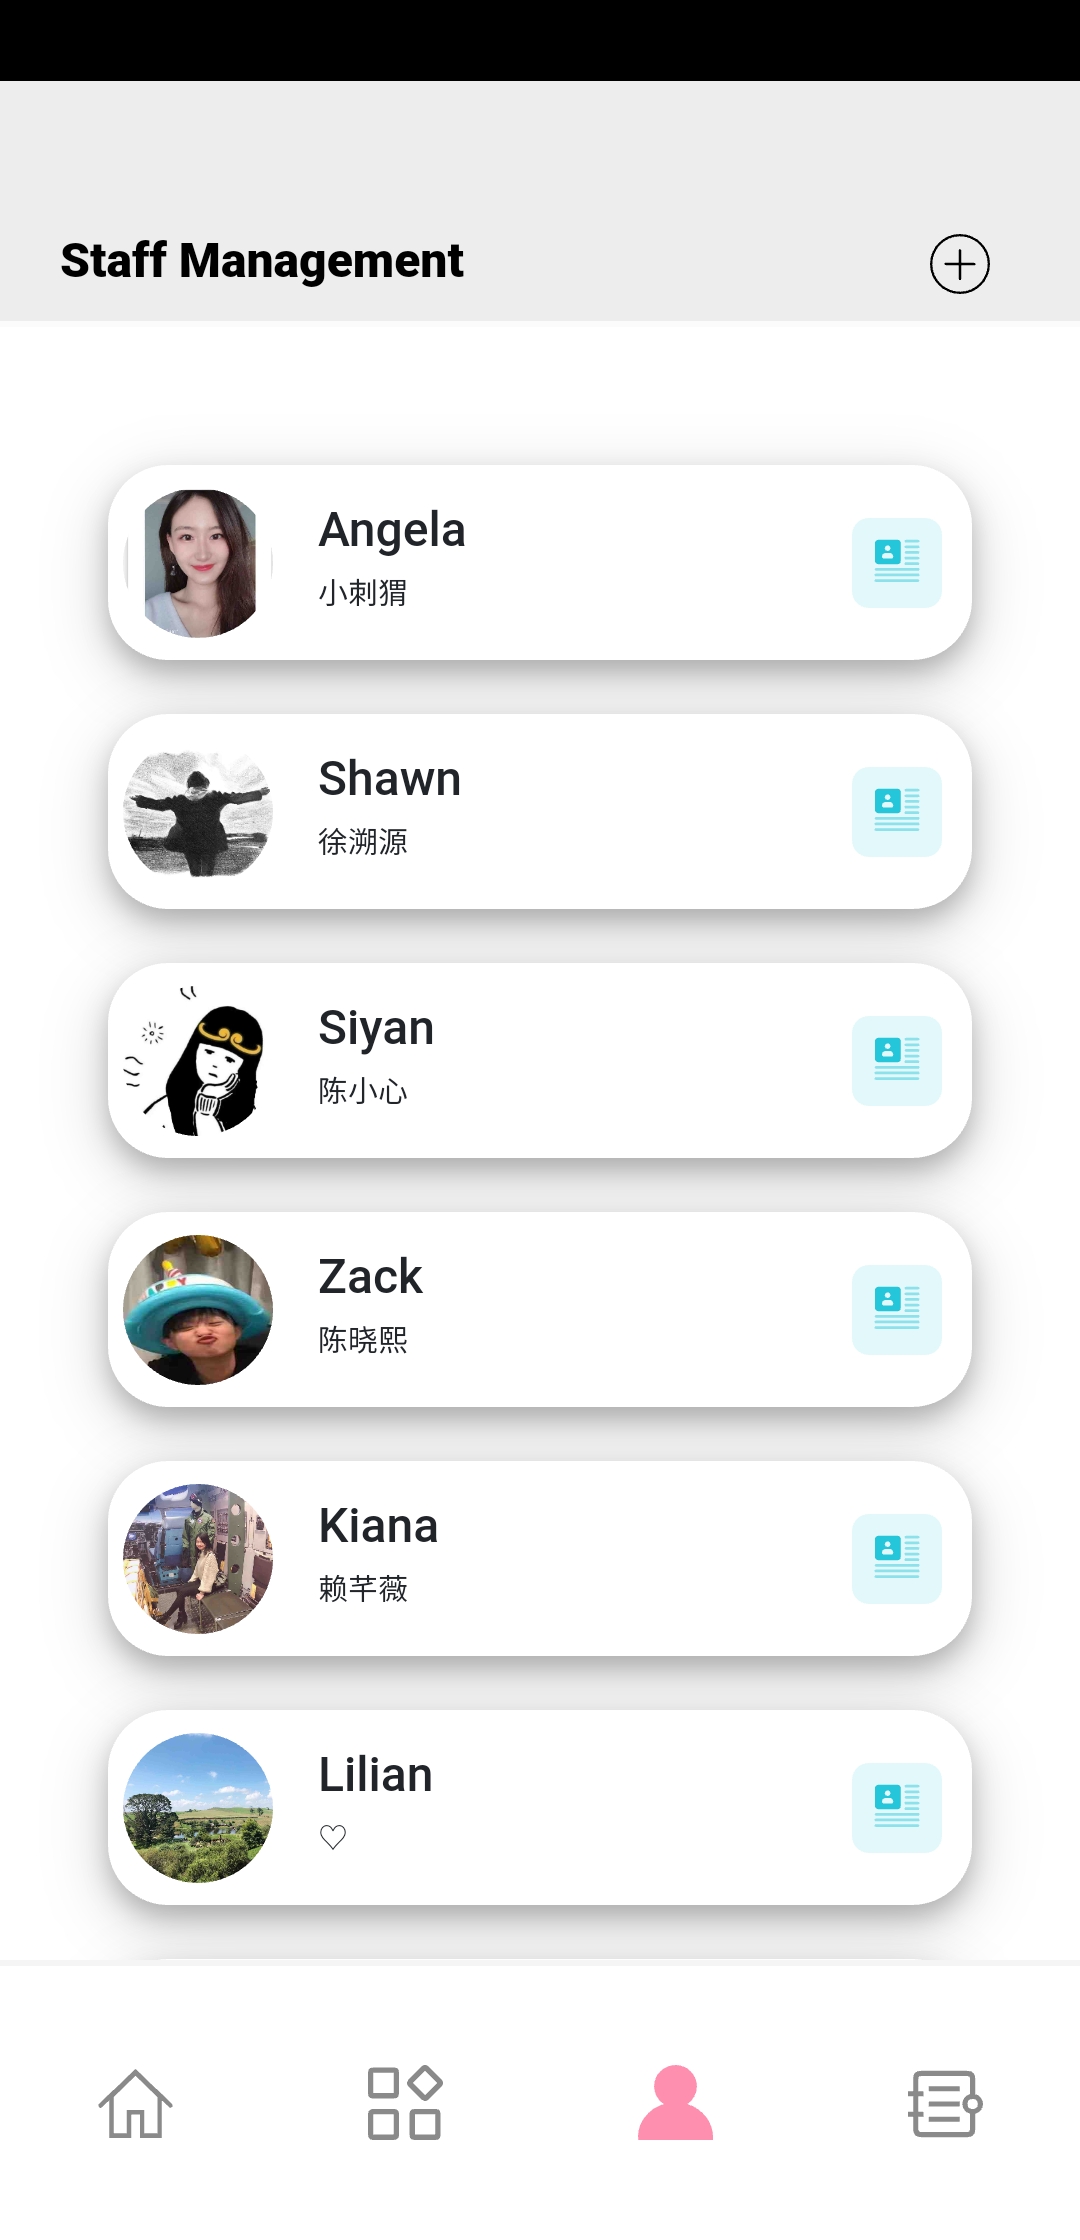 Staff Management
Angela
小刺猬
Shawn
徐溯源
Siyan
陈小心
Zack
陈晓熙
Kiana
赖芊薇
Lilian
♡